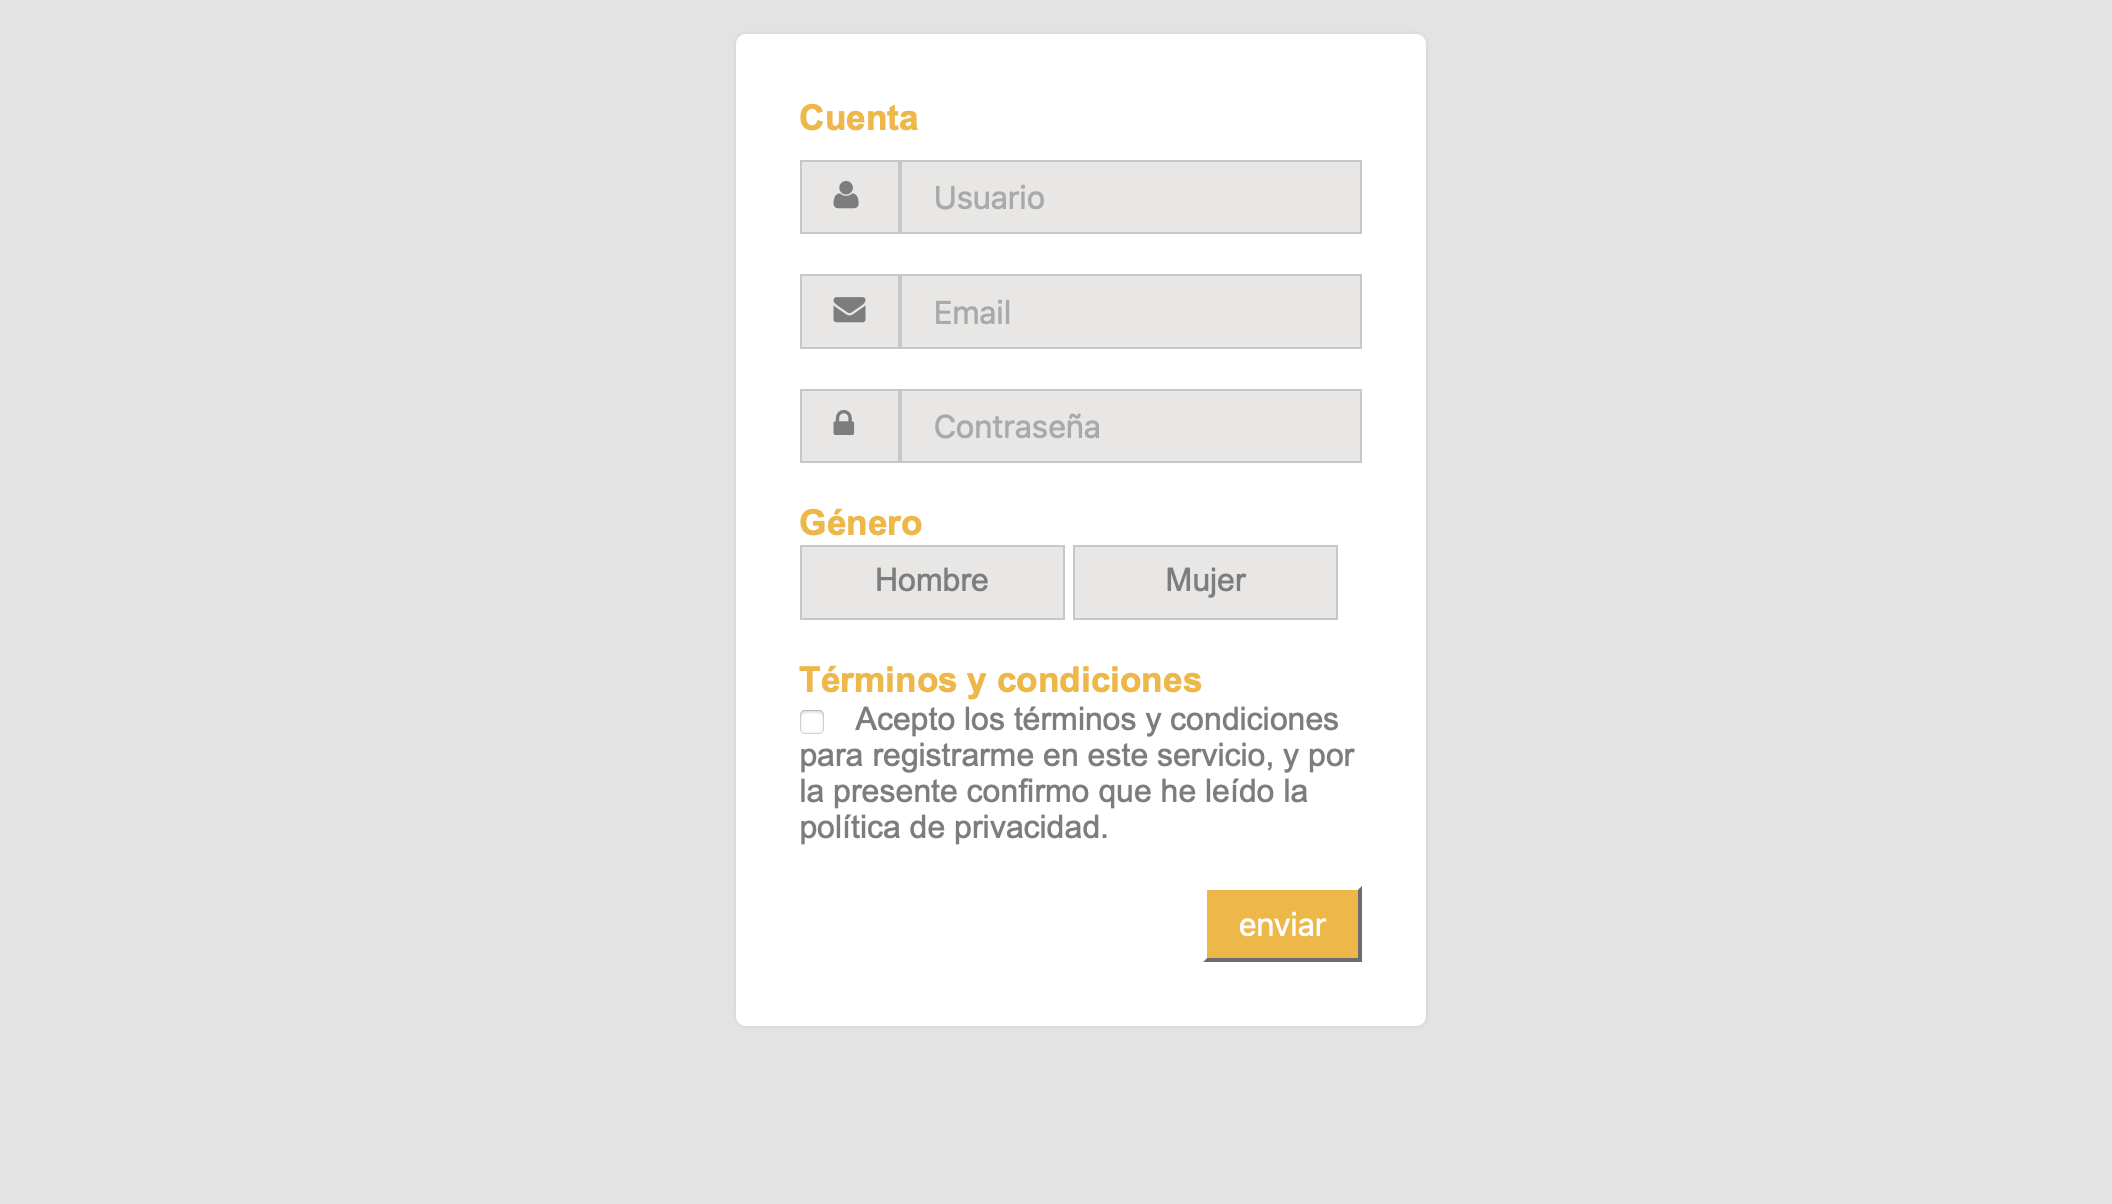 Cuenta
Usuario
Email
Contraseña
Género
Hombre Mujer
Términos y condiciones
Acepto los términos y condiciones
para registrarme en este servicio, y por
la presente confirmo que he leído la
política de privacidad.
enviar